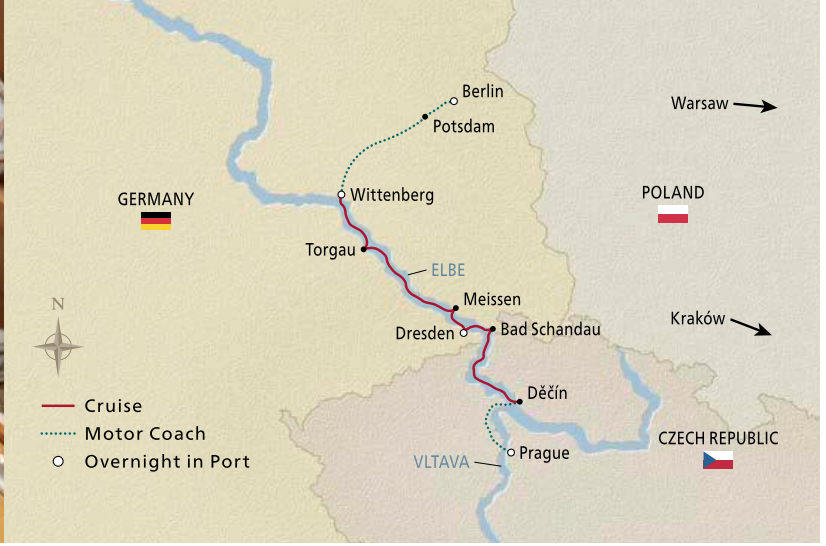 Berlin
Warsaw
Potsdam
GERMANY
Wittenberg
POLAND
Torgau
ELBE
N
Meissen
Kraków
Dresden
Bad Schandau
Děčín
Cruise
Motor Coach
CZECH REPUBLIC
Overnight in Port
VLTAVA
Prague